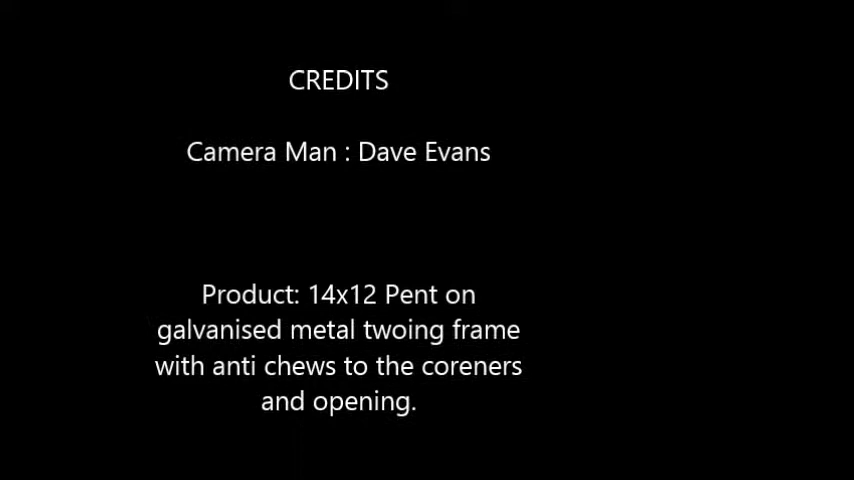 CREDITS
Camera Man : Dave Evans
Product: 14x12 Pent on
galvanised metal twoing frame
with anti chews to the coreners
and opening.